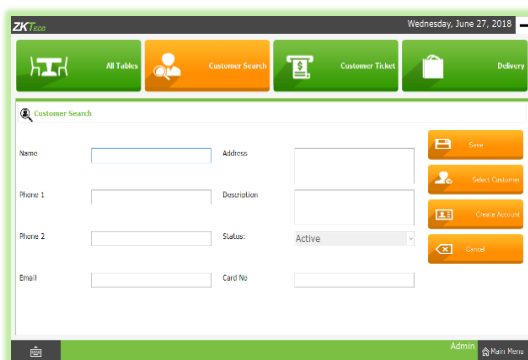 ZKTeco
Wednesday, June 27, 2018
All Tables
Customer Search
Customer Ticket
Delivery
Customer Search
Name
Address
Save
Select Customer
Phone 1
Description
Create Account
Phone 2
Status:
Active
Cancel
Email
Card No
Admin
Main Menu